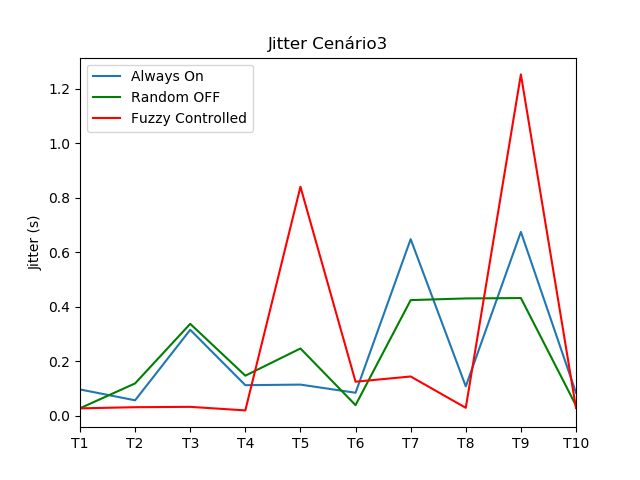 Jitter Cenário3
Always On
Random OFF
Fuzzy Controlled
Jitter (s)
1.2
1.0
0.8
0.6
0.4
0.2
0.0
T1 T2 T3 T4 T5 T6 T7 T8 T9 T10